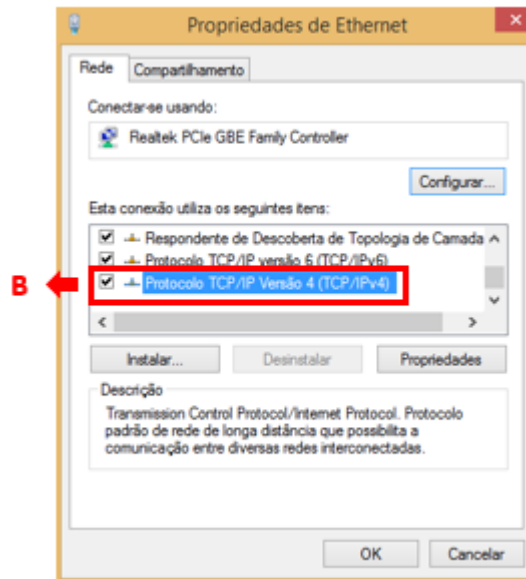 Propriedades de Ethernet
Rede
Compartilhamento
Conectar-se usando:
Realtek PCIe GBE Family Controller
Configurar...
Esta conexão utiliza os seguintes itens:
Respondente de Descoberta de Topologia de Camada
Protocolo TCP/IP versão 6 (TCP/IPv6)
B
Protocolo TCP/IP Versão 4 (TCP/IPv4)
Instalar...
Desinstalar
Propriedades
Descrição
Transmission Control Protocol/Internet Protocol. Protocolo
padrão de rede de longa distância que possibilita a
comunicação entre diversas redes interconectadas.
OK
Cancelar